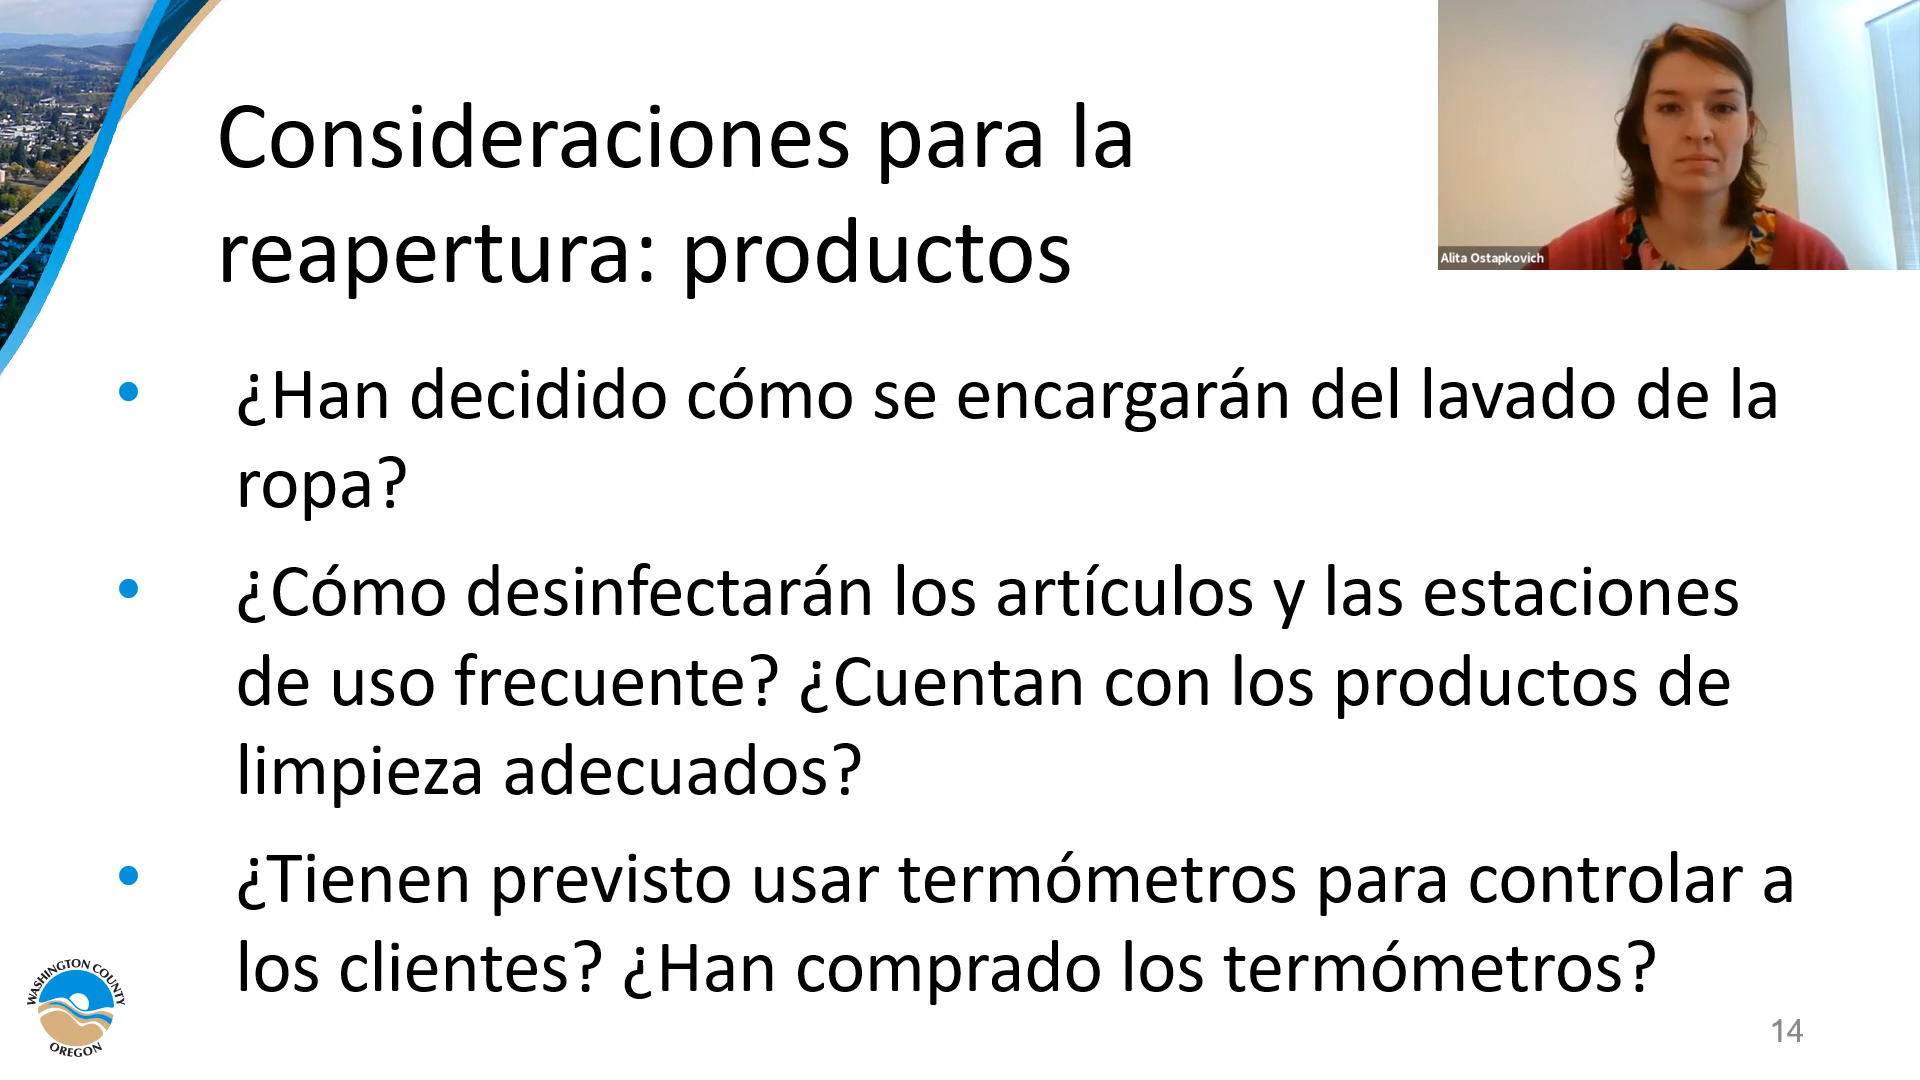 Consideraciones para la
reapertura: productos
Alita Ostapkovich
• ¿Han decidido cómo se encargarán del lavado de la
ropa?
• ¿Cómo desinfectarán los artículos y las estaciones
de uso frecuente? ¿Cuentan con los productos de
limpieza adecuados?
• ¿Tienen previsto usar termómetros para controlar a
los clientes? ¿Han comprado los termómetros?
WASHINGTON COUNTY
OREGON
14